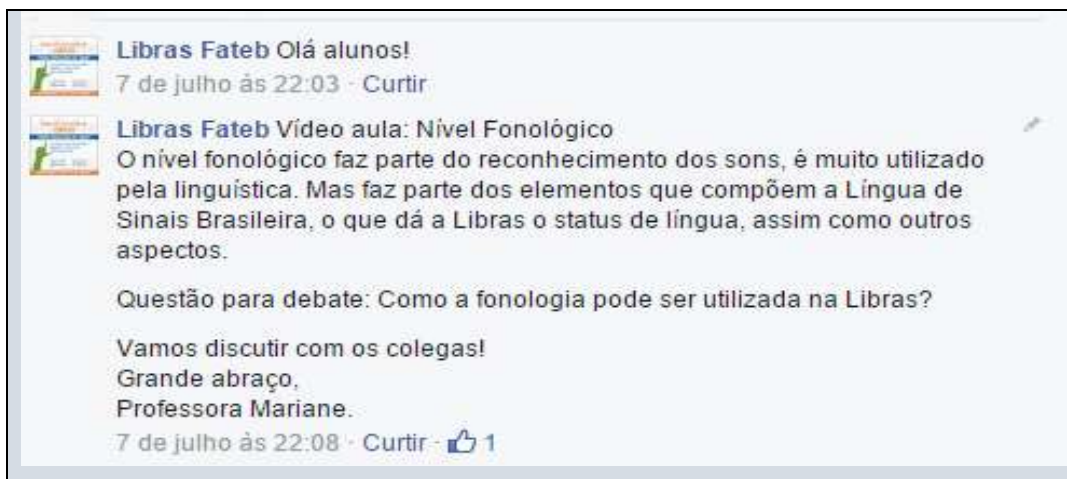 Libras Fateb Olá alunos!
7 de julho às 22:03 · Curtir
Libras Fateb Vídeo aula: Nível Fonológico
O nível fonológico faz parte do reconhecimento dos sons, é muito utilizado
pela linguística. Mas faz parte dos elementos que compõem a Língua de
Sinais Brasileira, o que dá a Libras o status de língua, assim como outros
aspectos.
Questão para debate: Como a fonologia pode ser utilizada na Libras?
Vamos discutir com os colegas!
Grande abraço,
Professora Mariane.
7 de julho às 22:08 · Curtir · 1